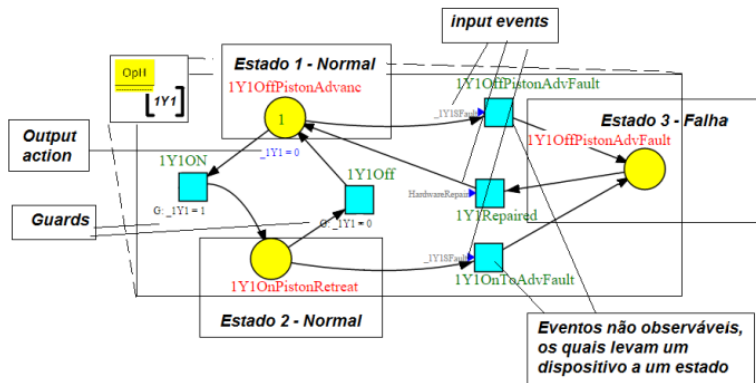 input events
Estado 1 - Normal
OpH
[1Y1]
1Y1OffPistonAdvanc
1Y1OffPistonAdvFault
_1Y1SFault
Estado 3 - Falha
1
Output
action
_1Y1 = 0
1Y1OffPistonAdvFault
1Y1ON
1Y1Off
HardwareRepair
1Y1Repaired
Guards
G: _1Y1 = 1
G: _1Y1 = 0
_1Y1SFault
1Y1OnPistonRetreat
1Y1OnToAdvFault
Estado 2 - Normal
Eventos não observáveis,
os quais levam um
dispositivo a um estado